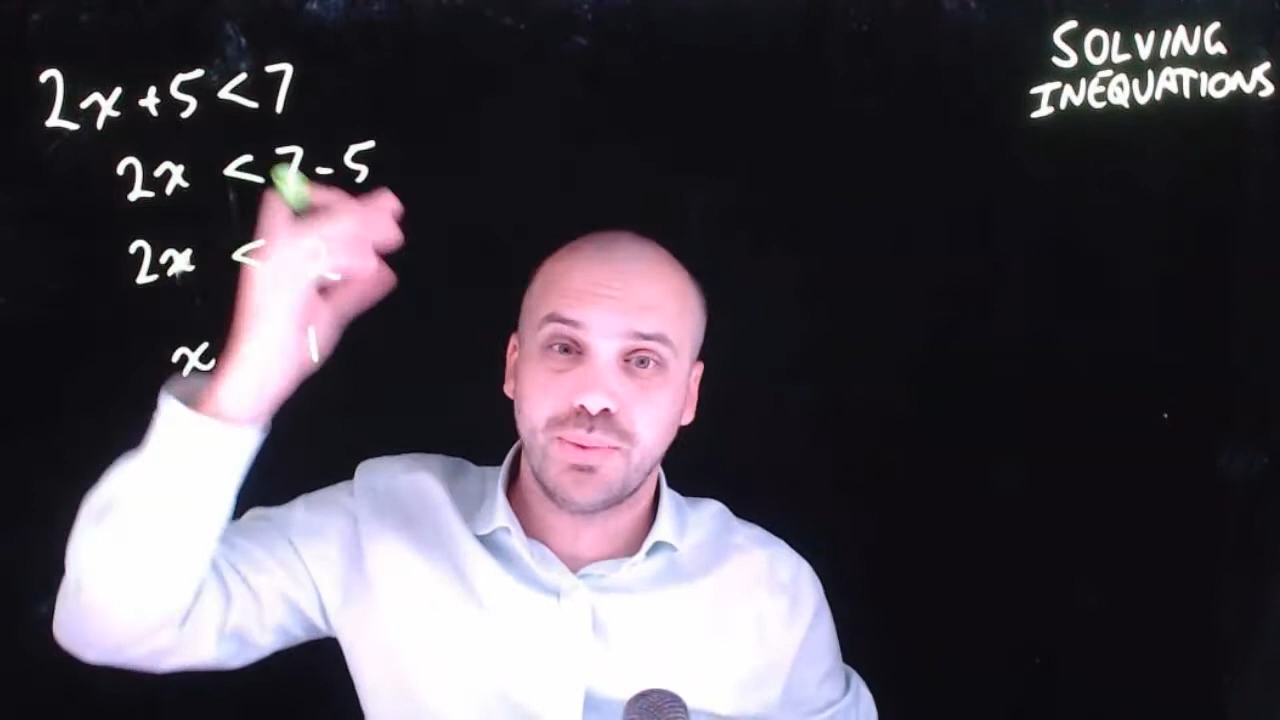 2x+5<7
2x <7-5
2x <
x 1
SOLVING
INEQUATIONS